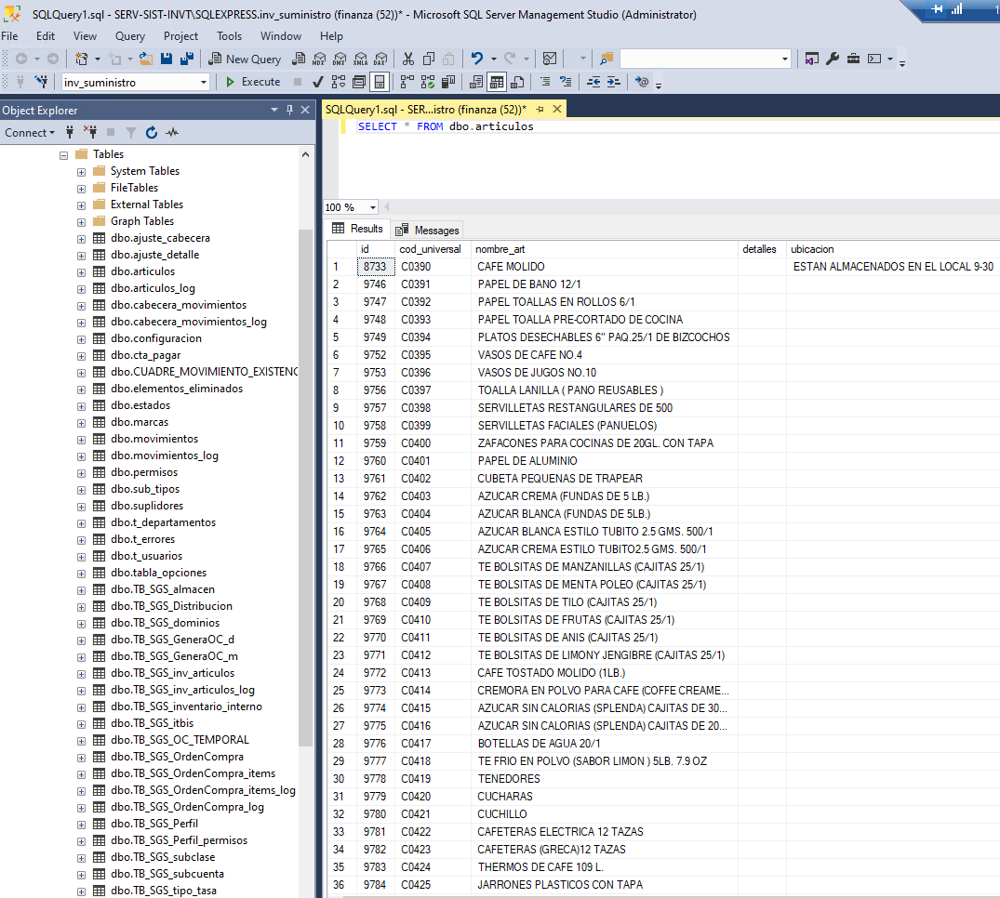 SQLQuery1.sql - SERV-SIST-INVT\SQLEXPRESS.inv_suministro (finanza (52))* - Microsoft SQL Server Management Studio (Administrator)
File Edit View Query Project Tools Window Help
New Query MDX DMX XMLA DAX
inv_suministro Execute
Object Explorer
Connect
Tables
System Tables
FileTables
External Tables
Graph Tables
dbo.ajuste_cabecera
dbo.ajuste_detalle
dbo.articulos
dbo.articulos_log
dbo.cabecera_movimientos
dbo.cabecera_movimientos_log
dbo.configuracion
dbo.cta_pagar
dbo.CUADRE_MOVIMIENTO_EXISTENC
dbo.elementos_eliminados
dbo.estados
dbo.marcas
dbo.movimientos
dbo.movimientos_log
dbo.permisos
dbo.sub_tipos
dbo.suplidores
dbo.t_departamentos
dbo.t_errores
dbo.t_usuarios
dbo.tabla_opciones
dbo.TB_SGS_almacen
dbo.TB_SGS_Distribucion
dbo.TB_SGS_dominios
dbo.TB_SGS_GeneraOC_d
dbo.TB_SGS_GeneraOC_m
dbo.TB_SGS_inv_articulos
dbo.TB_SGS_inv_articulos_log
dbo.TB_SGS_inventario_interno
dbo.TB_SGS_itbis
dbo.TB_SGS_OC_TEMPORAL
dbo.TB_SGS_OrdenCompra
dbo.TB_SGS_OrdenCompra_items
dbo.TB_SGS_OrdenCompra_items_log
dbo.TB_SGS_OrdenCompra_log
dbo.TB_SGS_Perfil
dbo.TB_SGS_Perfil_permisos
dbo.TB_SGS_subclase
dbo.TB_SGS_subcuenta
dbo.TB_SGS_tipo_tasa
SQLQuery1.sql - SER...istro (finanza (52))*
SELECT * FROM dbo.articulos
100 %
Results Messages
id cod_universal nombre_art detalles ubicacion
1 8733 C0390 CAFE MOLIDO ESTAN ALMACENADOS EN EL LOCAL 9-30
2 9746 C0391 PAPEL DE BANO 12/1
3 9747 C0392 PAPEL TOALLAS EN ROLLOS 6/1
4 9748 C0393 PAPEL TOALLA PRE-CORTADO DE COCINA
5 9749 C0394 PLATOS DESECHABLES 6" PAQ.25/1 DE BIZCOCHOS
6 9752 C0395 VASOS DE CAFE NO.4
7 9753 C0396 VASOS DE JUGOS NO.10
8 9756 C0397 TOALLA LANILLA ( PANO REUSABLES )
9 9757 C0398 SERVILLETAS RESTANGULARES DE 500
10 9758 C0399 SERVILLETAS FACIALES (PANUELOS)
11 9759 C0400 ZAFACONES PARA COCINAS DE 20GL. CON TAPA
12 9760 C0401 PAPEL DE ALUMINIO
13 9761 C0402 CUBETA PEQUENAS DE TRAPEAR
14 9762 C0403 AZUCAR CREMA (FUNDAS DE 5 LB.)
15 9763 C0404 AZUCAR BLANCA (FUNDAS DE 5LB.)
16 9764 C0405 AZUCAR BLANCA ESTILO TUBITO 2.5 GMS. 500/1
17 9765 C0406 AZUCAR CREMA ESTILO TUBITO2.5 GMS. 500/1
18 9766 C0407 TE BOLSITAS DE MANZANILLAS (CAJITAS 25/1)
19 9767 C0408 TE BOLSITAS DE MENTA POLEO (CAJITAS 25/1)
20 9768 C0409 TE BOLSITAS DE TILO (CAJITAS 25/1)
21 9769 C0410 TE BOLSITAS DE FRUTAS (CAJITAS 25/1)
22 9770 C0411 TE BOLSITAS DE ANIS (CAJITAS 25/1)
23 9771 C0412 TE BOLSITAS DE LIMONY JENGIBRE (CAJITAS 25/1)
24 9772 C0413 CAFE TOSTADO MOLIDO (1LB.)
25 9773 C0414 CREMORA EN POLVO PARA CAFE (COFFE CREAME...
26 9774 C0415 AZUCAR SIN CALORIAS (SPLENDA) CAJITAS DE 30...
27 9775 C0416 AZUCAR SIN CALORIAS (SPLENDA) CAJITAS DE 20...
28 9776 C0417 BOTELLAS DE AGUA 20/1
29 9777 C0418 TE FRIO EN POLVO (SABOR LIMON ) 5LB. 7.9 OZ
30 9778 C0419 TENEDORES
31 9779 C0420 CUCHARAS
32 9780 C0421 CUCHILLO
33 9781 C0422 CAFETERAS ELECTRICA 12 TAZAS
34 9782 C0423 CAFETERAS (GRECA)12 TAZAS
35 9783 C0424 THERMOS DE CAFE 109 L.
36 9784 C0425 JARRONES PLASTICOS CON TAPA